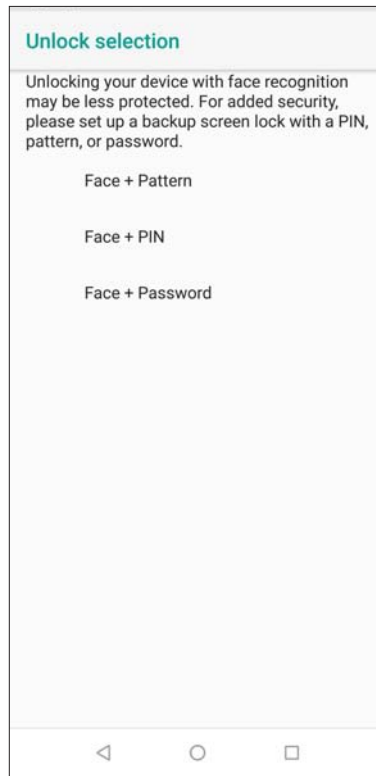 Unlock selection
Unlocking your device with face recognition
may be less protected. For added security,
please set up a backup screen lock with a PIN,
pattern, or password.
Face + Pattern
Face + PIN
Face + Password